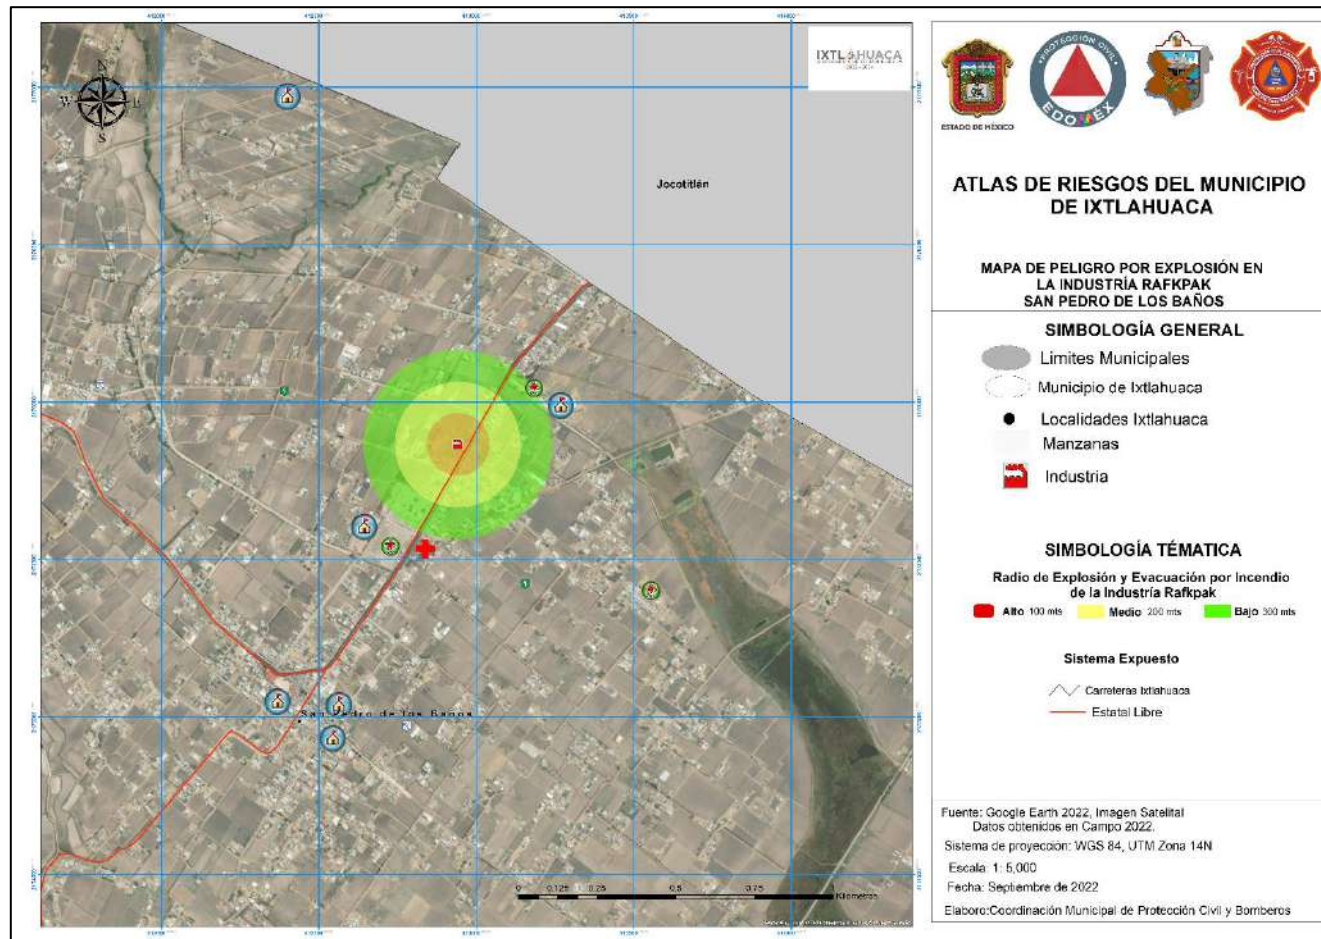 IXTLAHUACA
N
W
E
S
Jocotitlán
San Pedro de los Baños
0 0.125 0.25 0.5 0.75 1
Kilometers
ESTADO DE MÉXICO
PROTECCIÓN CIVIL
EDOMÉX
ATLAS DE RIESGOS DEL MUNICIPIO
DE IXTLAHUACA
MAPA DE PELIGRO POR EXPLOSIÓN EN
LA INDUSTRÍA RAFKPAK
SAN PEDRO DE LOS BAÑOS
SIMBOLOGÍA GENERAL
Limites Municipales
Municipio de Ixtlahuaca
Localidades Ixtlahuaca
Manzanas
Industria
SIMBOLOGÍA TÉMATICA
Radio de Explosión y Evacuación por Incendio
de la Industría Rafkpak
Alto 100 mts Medio 200 mts Bajo 300 mts
Sistema Expuesto
Carreteras Ixtlahuaca
Estatal Libre
Fuente: Google Earth 2022, Imagen Satelital
Datos obtenidos en Campo 2022.
Sistema de proyección: WGS 84, UTM Zona 14N
Escala: 1: 5,000
Fecha: Septiembre de 2022
Elaboro:Coordinación Municipal de Protección Civil y Bomberos